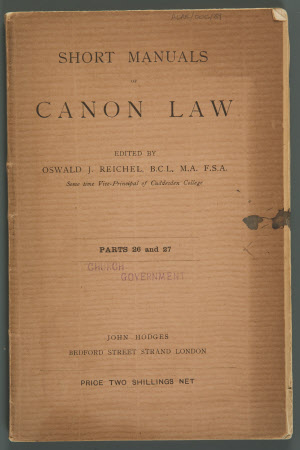 SHORT MANUALS
OF
CANON LAW
EDITED BY
OSWALD J. REICHEL, B.C.L., M.A. F.S.A.
Some time Vice-Principal of Cuddesdon College
PARTS 26 and 27
CHURCH
GOVERNMENT
JOHN HODGES
BEDFORD STREET STRAND LONDON
PRICE TWO SHILLINGS NET